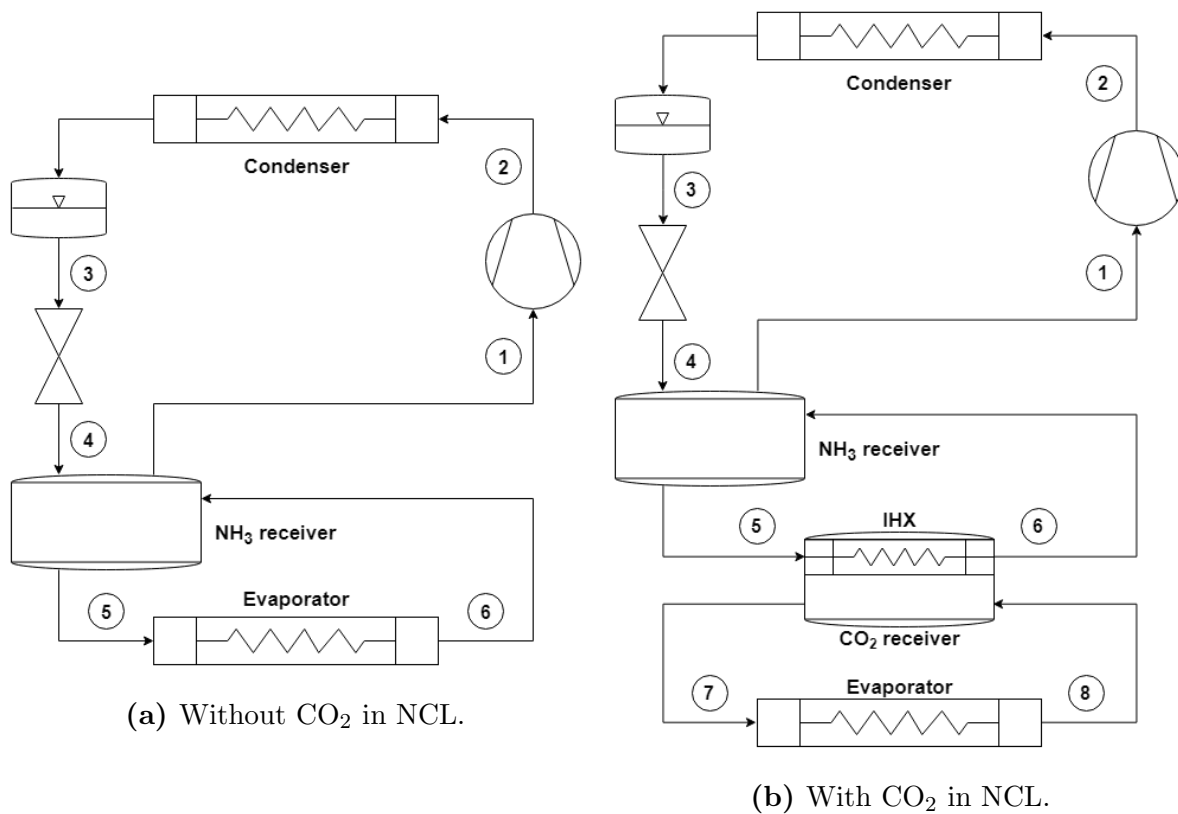 Condenser
2
3
1
4
NH₃ receiver
Evaporator
5
6
(a) Without CO₂ in NCL.
Condenser
2
3
1
4
NH₃ receiver
5
IHX
6
CO₂ receiver
7
Evaporator
8
(b) With CO₂ in NCL.